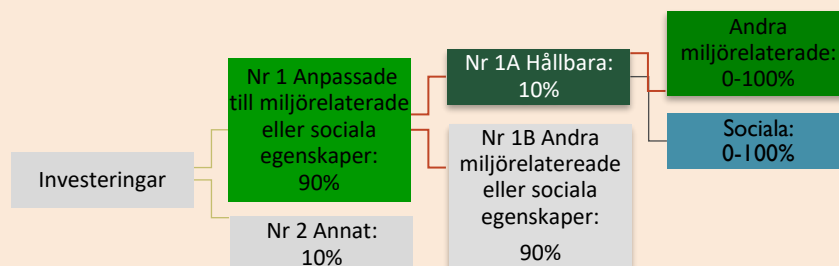 Investeringar
Nr 1 Anpassade
till miljörelaterade
eller sociala
egenskaper:
90%
Nr 2 Annat:
10%
Nr 1A Hållbara:
10%
Nr 1B Andra
miljörelatereade
eller sociala
egenskaper:
90%
Andra
miljörelaterade:
0-100%
Sociala:
0-100%